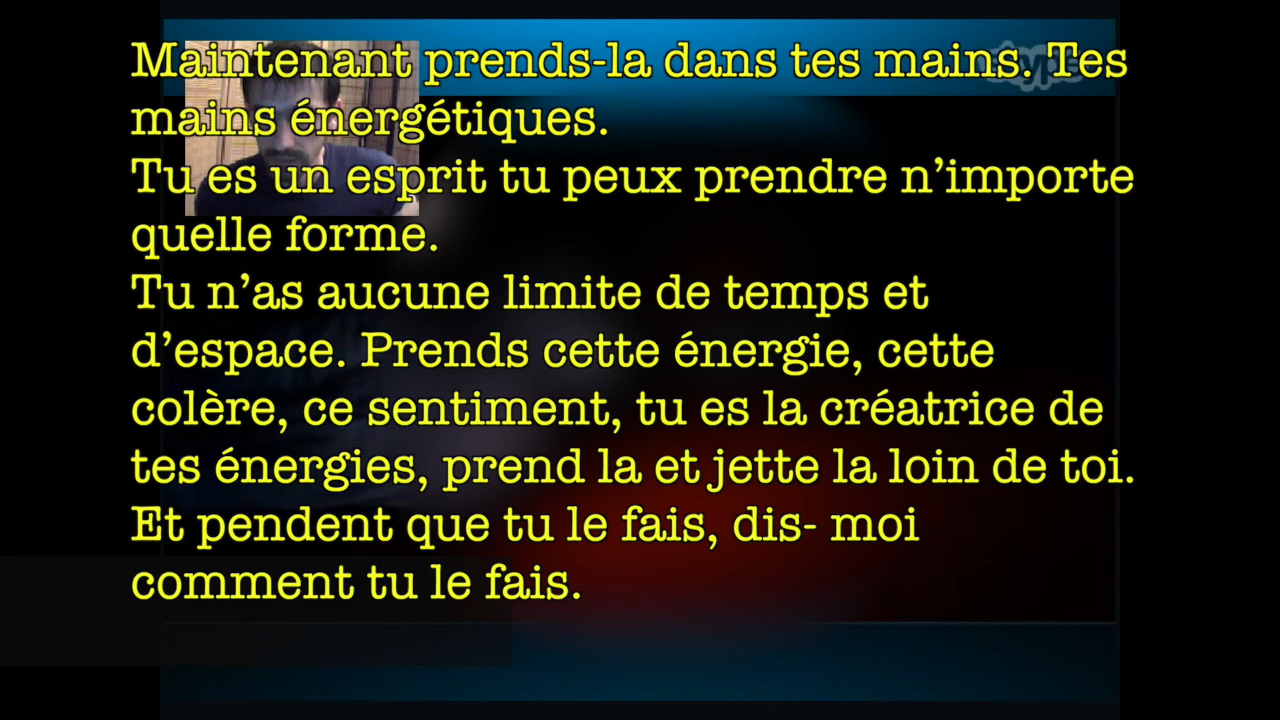 Maintenant prends-la dans tes mains. Tes
mains énergétiques.
Tu es un esprit tu peux prendre n’importe
quelle forme.
Tu n’as aucune limite de temps et
d’espace. Prends cette énergie, cette
colère, ce sentiment, tu es la créatrice de
tes énergies, prend la et jette la loin de toi.
Et pendent que tu le fais, dis- moi
comment tu le fais.
skype